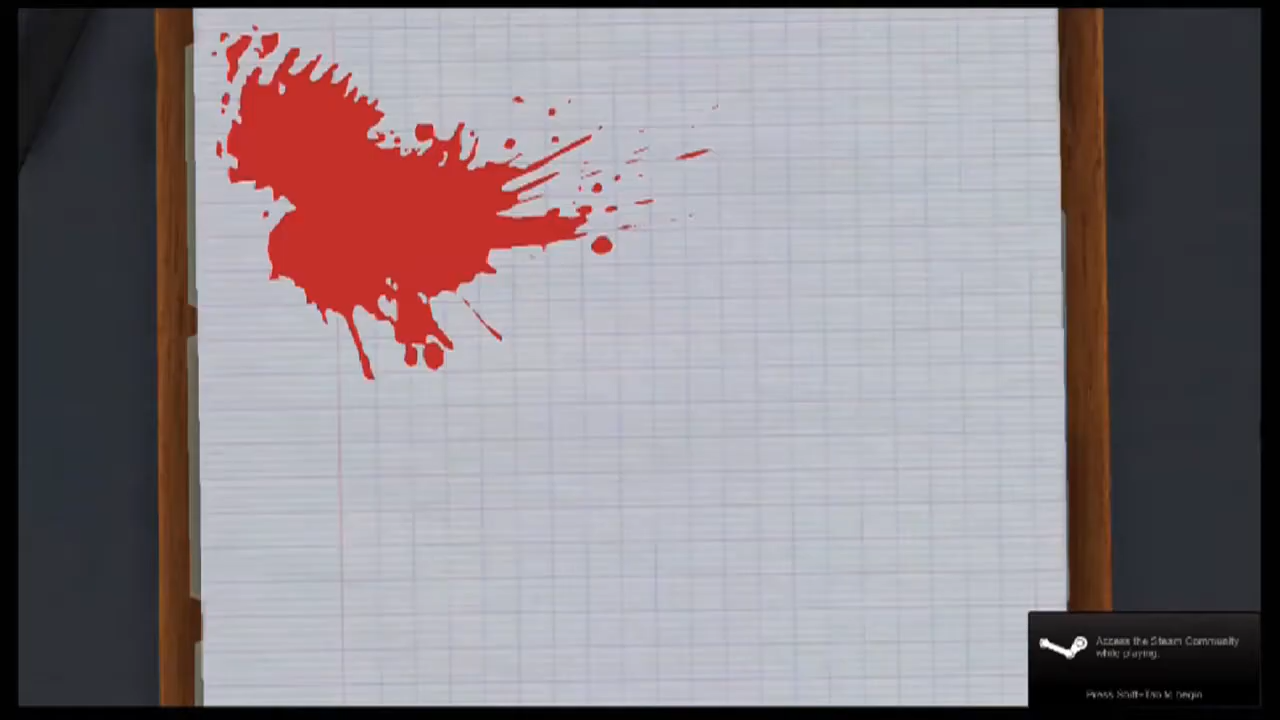 Access the Steam Community
while playing.
Press Shift+Tab to begin